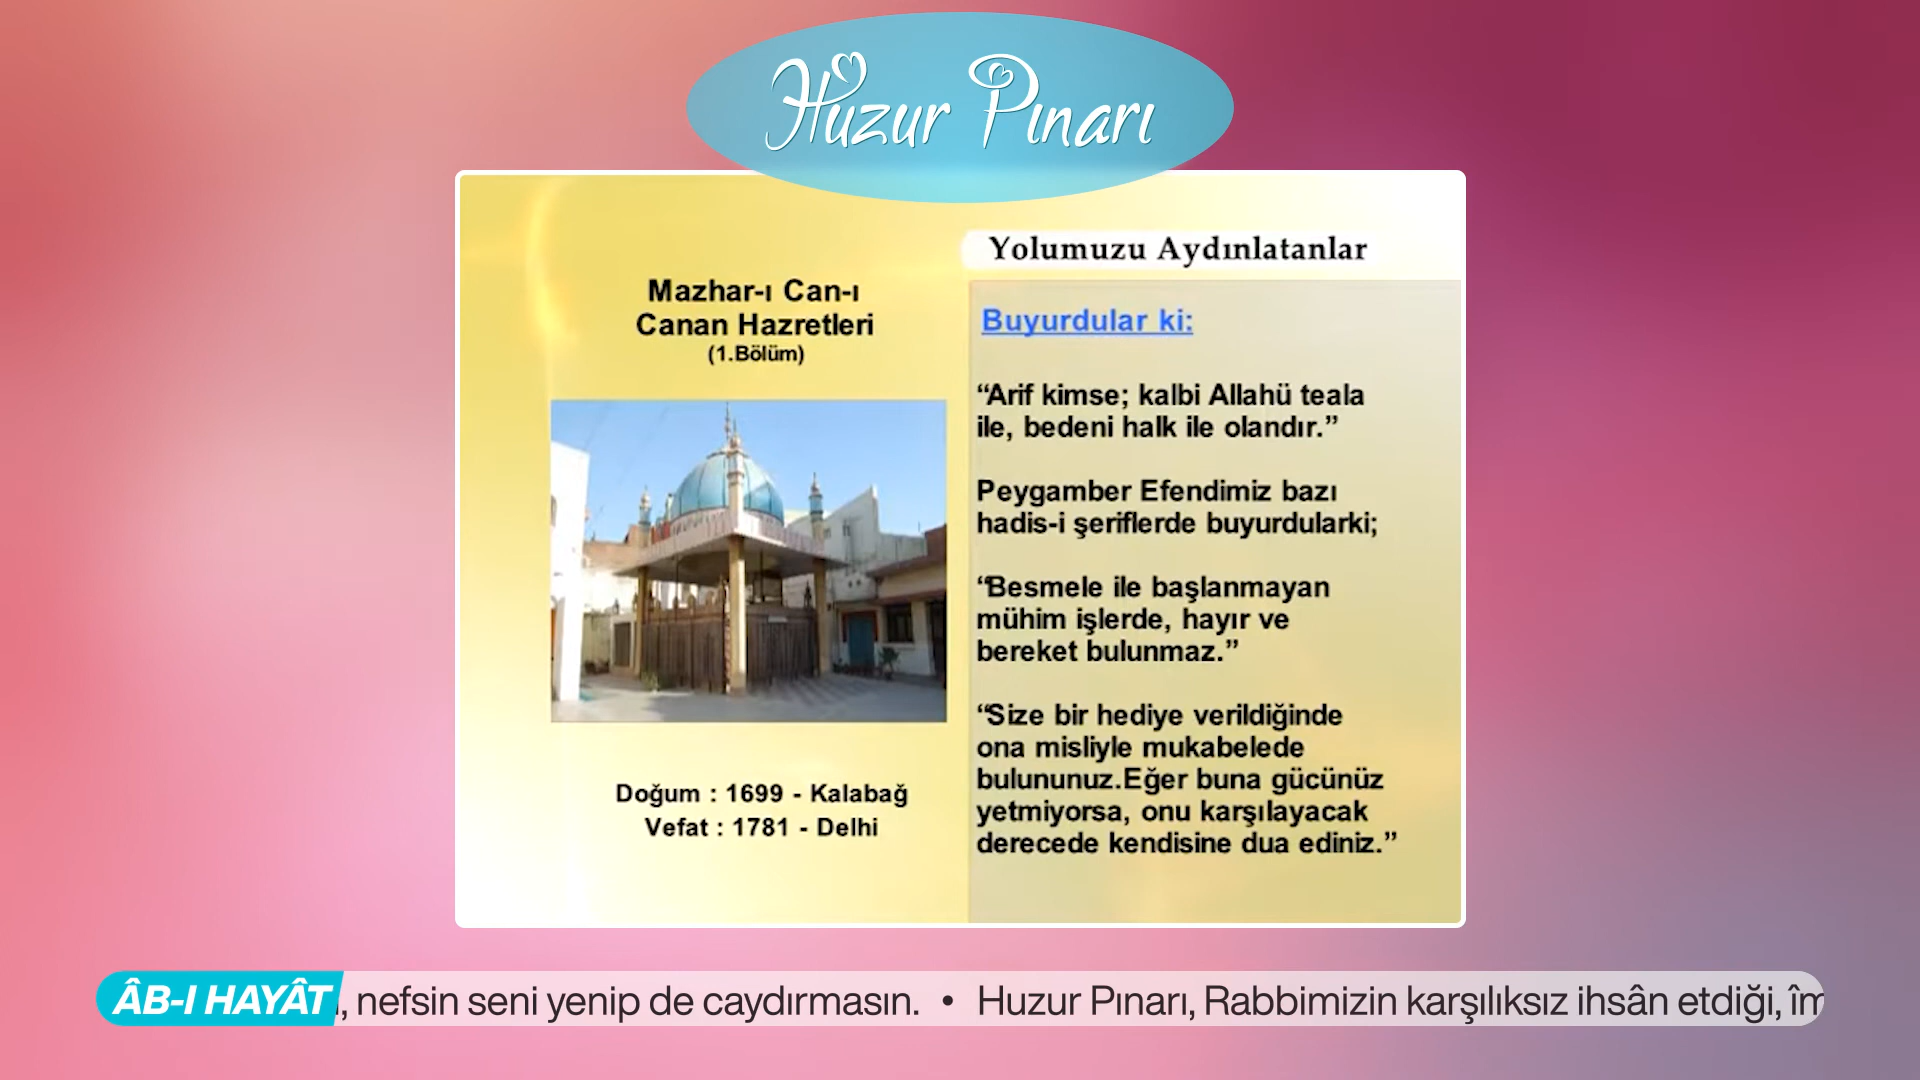 Huzur Pınarı
Yolumuzu Aydınlatanlar
Mazhar-ı Can-ı
Canan Hazretleri
(1.Bölüm)
Doğum : 1699 - Kalabağ
Vefat : 1781 - Delhi
Buyurdular ki:
“Arif kimse; kalbi Allahü teala
ile, bedeni halk ile olandır.”
Peygamber Efendimiz bazı
hadis-i şeriflerde buyurdularki;
“Besmele ile başlanmayan
mühim işlerde, hayır ve
bereket bulunmaz.”
“Size bir hediye verildiğinde
ona misliyle mukabelede
bulununuz.Eğer buna gücünüz
yetmiyorsa, onu karşılayacak
derecede kendisine dua ediniz.”
ÂB-I HAYÂT , nefsin seni yenip de caydırmasın. • Huzur Pınarı, Rabbimizin karşılıksız ihsân etdiği,